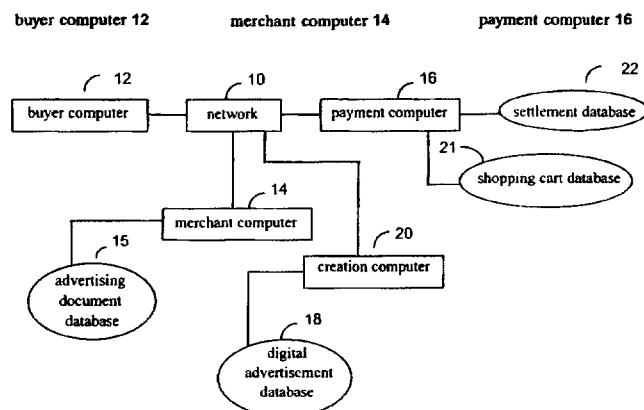 buyer computer 12 merchant computer 14 payment computer 16
12 10 16 22
buyer computer network payment computer settlement database
21
shopping cart database
14
merchant computer
15
20
advertising
document
database
creation computer
18
digital
advertisement
database